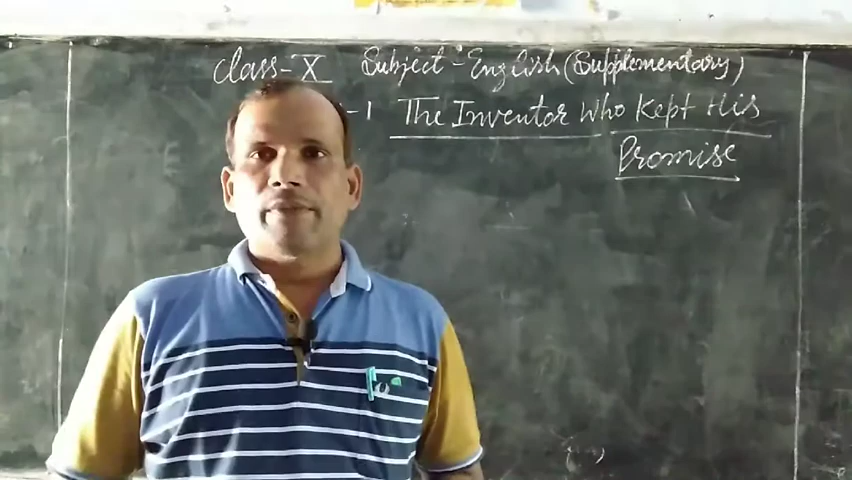 Class-X Subject-English (Supplementary)
-1 The Inventor Who Kept His
Promise